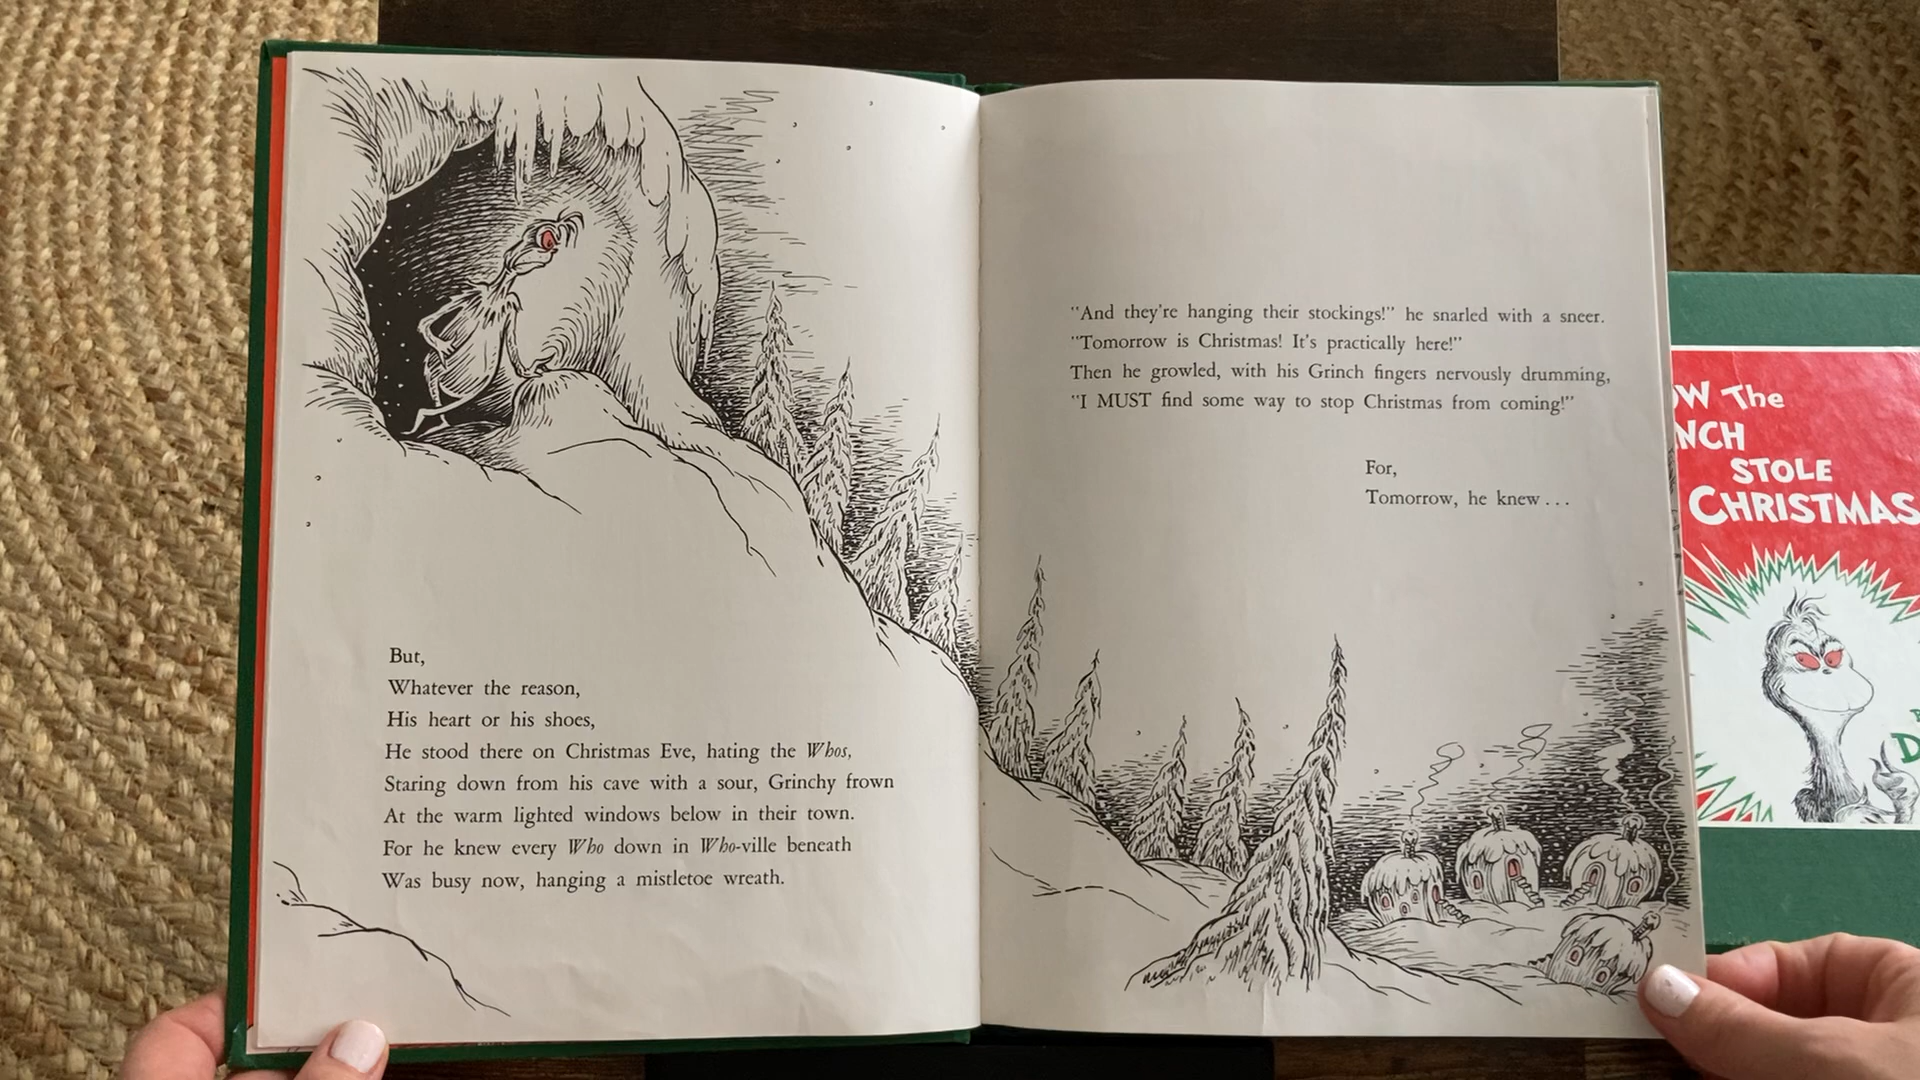 But,
Whatever the reason,
His heart or his shoes,
He stood there on Christmas Eve, hating the Whos,
Staring down from his cave with a sour, Grinchy frown
At the warm lighted windows below in their town.
For he knew every Who down in Who-ville beneath
Was busy now, hanging a mistletoe wreath.
"And they're hanging their stockings!" he snarled with a sneer.
"Tomorrow is Christmas! It's practically here!"
Then he growled, with his Grinch fingers nervously drumming,
"I MUST find some way to stop Christmas from coming!"
For,
Tomorrow, he knew...
The
STOLE
CHRISTMAS